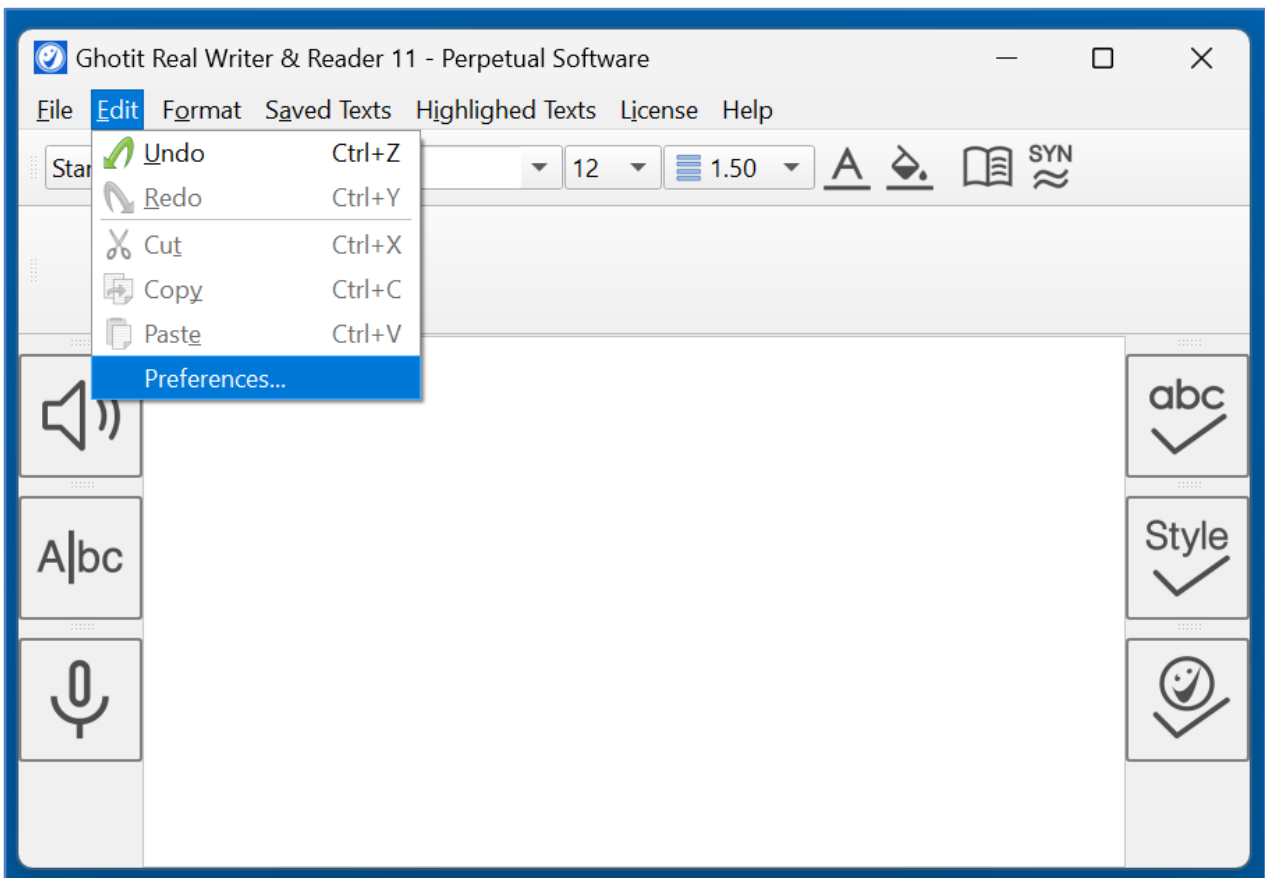 Ghotit Real Writer & Reader 11 - Perpetual Software
File Edit Format Saved Texts Highlighed Texts License Help
Star 12 1.50 A SYN
Undo Ctrl+Z
Redo Ctrl+Y
Cut Ctrl+X
Copy Ctrl+C
Paste Ctrl+V
Preferences...
abc
A|bc
Style